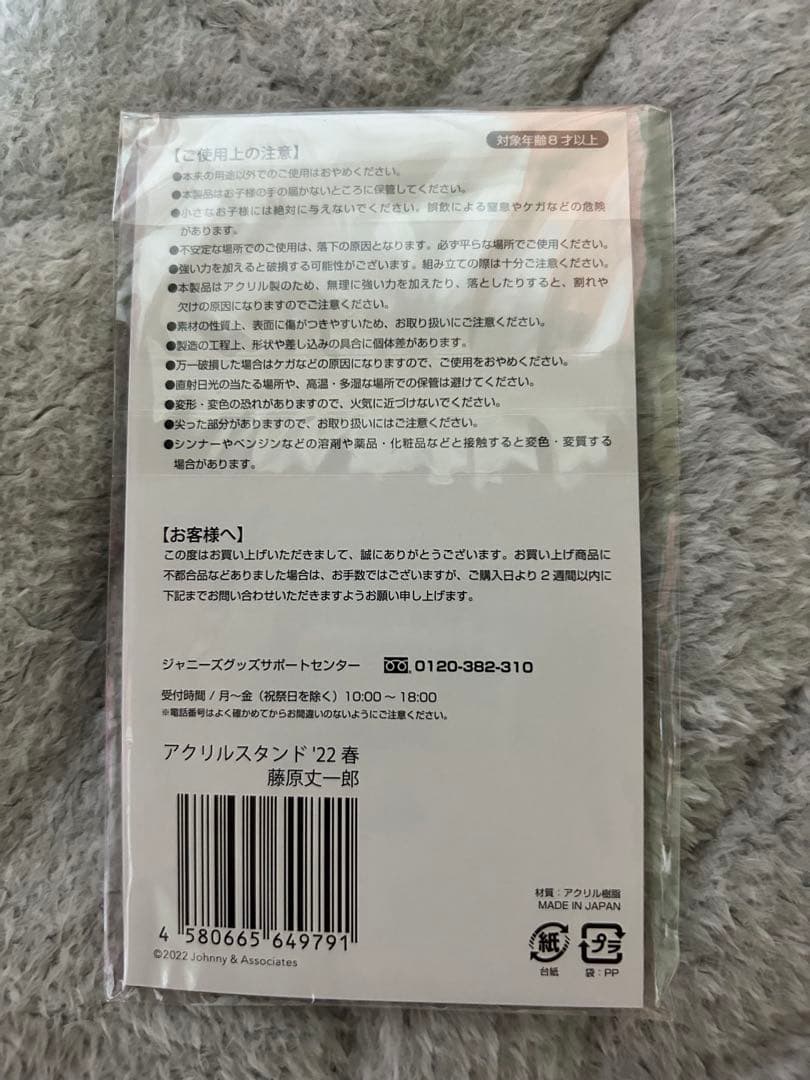 対象年齢8才以上
【ご使用上の注意】
●本来の用途以外でのご使用はおやめください。
●本製品はお子様の手の届かないところに保管してください。
●小さなお子様には絶対に与えないでください。誤飲による窒息やケガなどの危険
があります。
●不安定な場所でのご使用は、落下の原因となります。必ず平らな場所でご使用ください。
●強い力を加えると破損する可能性がございます。組み立ての際は十分ご注意ください。
●本製品はアクリル製のため、無理に強い力を加えたり、落としたりすると、割れや
欠けの原因になりますのでご注意ください。
●素材の性質上、表面に傷がつきやすいため、お取り扱いにご注意ください。
●製造の工程上、形状や差し込みの具合に個体差があります。
●万一破損した場合はケガなどの原因になりますので、ご使用をおやめください。
●直射日光の当たる場所や、高温・多湿な場所での保管は避けてください。
●変形・変色の恐れがありますので、火気に近づけないでください。
●尖った部分がありますので、お取り扱いにはご注意ください。
●シンナーやベンジンなどの溶剤や薬品・化粧品などと接触すると変色・変質する
場合があります。
【お客様へ】
この度はお買い上げいただきまして、誠にありがとうございます。お買い上げ商品に
不都合品などありました場合は、お手数ではございますが、ご購入日より2週間以内に
下記までお問い合わせいただきますようお願い申し上げます。
ジャニーズグッズサポートセンター 0120-382-310
受付時間/月~金(祝祭日を除く)10:00~18:00
※電話番号はよく確かめてからお間違いのないようにご注意ください。
アクリルスタンド'22 春
藤原丈一郎
4 580665 649791
©2022 Johnny & Associates
材質:アクリル樹脂
MADE IN JAPAN
紙 プラ
台紙 袋:PP